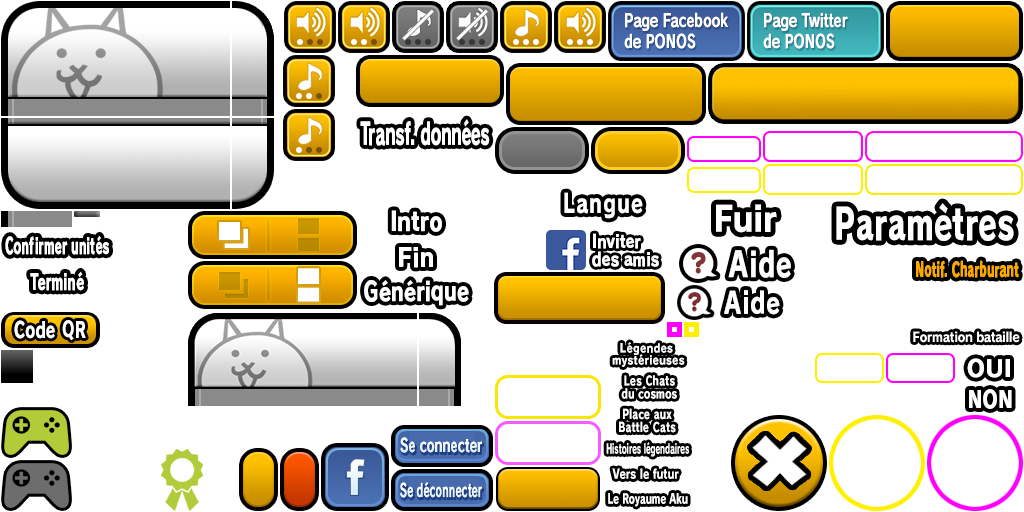 Page Facebook
de PONOS
Page Twitter
de PONOS
Transf. données
Langue
Fuir
Paramètres
Intro
Confirmer unités
Inviter
des amis
Fin
? Aide
Notif. Charburant
Terminé
Générique
? Aide
Code QR
Formation bataille
Légendes
mystérieuses
OUI
Les Chats
du cosmos
NON
Place aux
Battle Cats
Se connecter
Histoires légendaires
Vers le futur
Se déconnecter
Le Royaume Aku